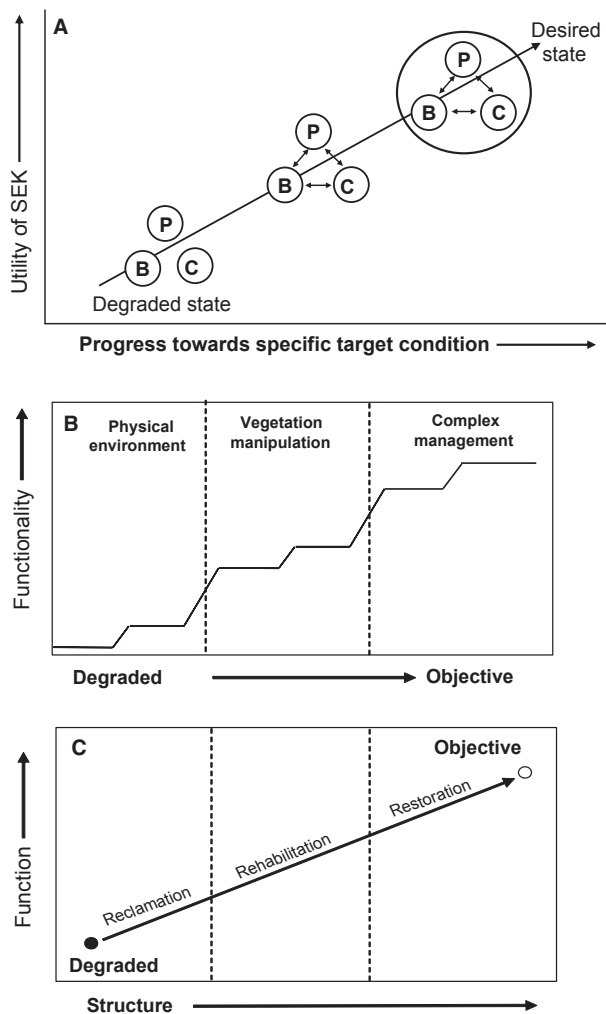 A
Utility of SEK
Desired
state
P
B
C
P
B
C
P
B
C
Degraded state
Progress towards specific target condition
B
Physical
environment
Vegetation
manipulation
Complex
management
Functionality
Degraded
Objective
C
Function
Objective
Reclamation
Rehabilitation
Restoration
Degraded
Structure